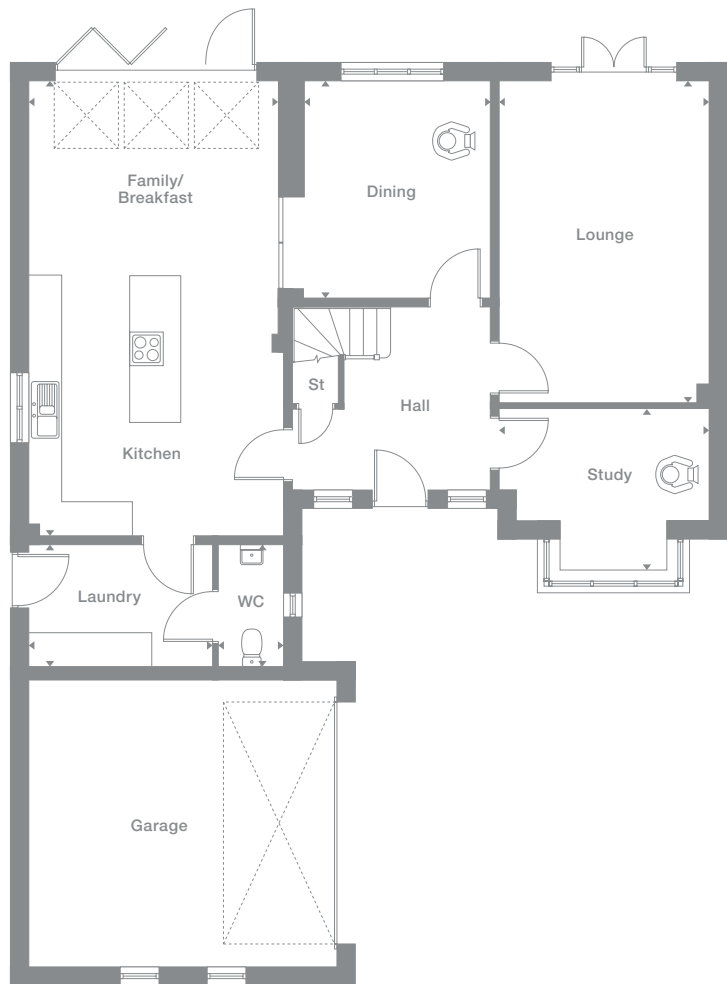 Family/
Breakfast
Dining
Lounge
St
Hall
Kitchen
Study
Laundry
WC
Garage